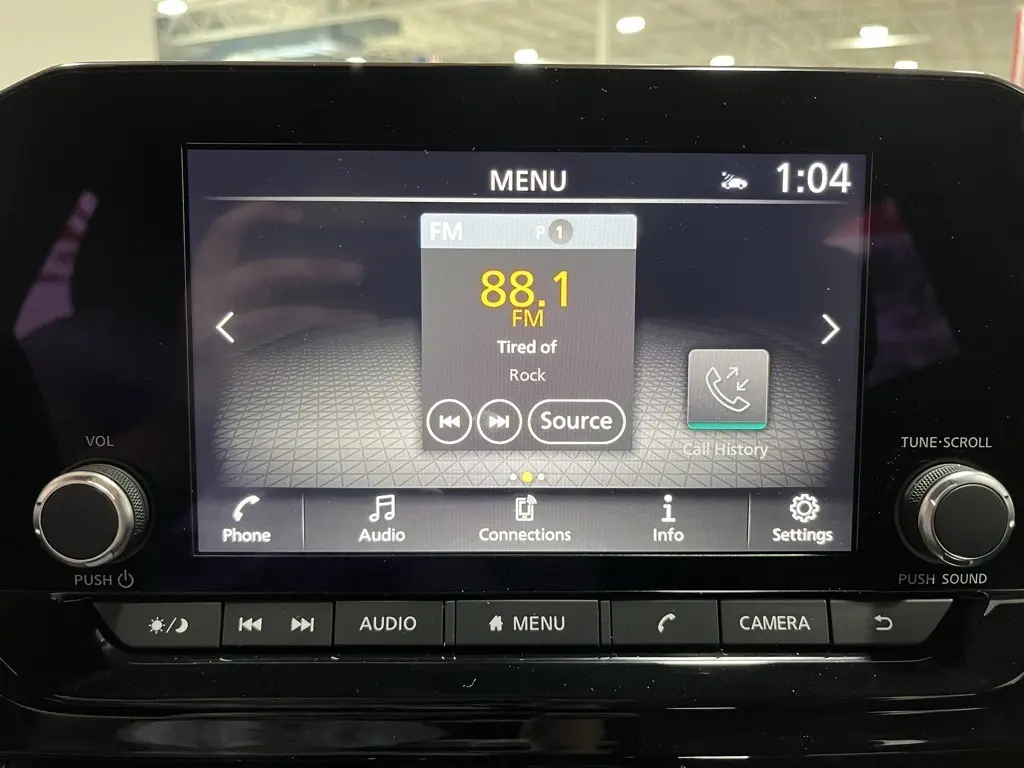 MENU 1:04
FM P 1
88.1
FM
Tired of
Rock
Source
Call History
VOL
TUNE·SCROLL
Phone Audio Connections Info Settings
PUSH
PUSH SOUND
AUDIO MENU CAMERA